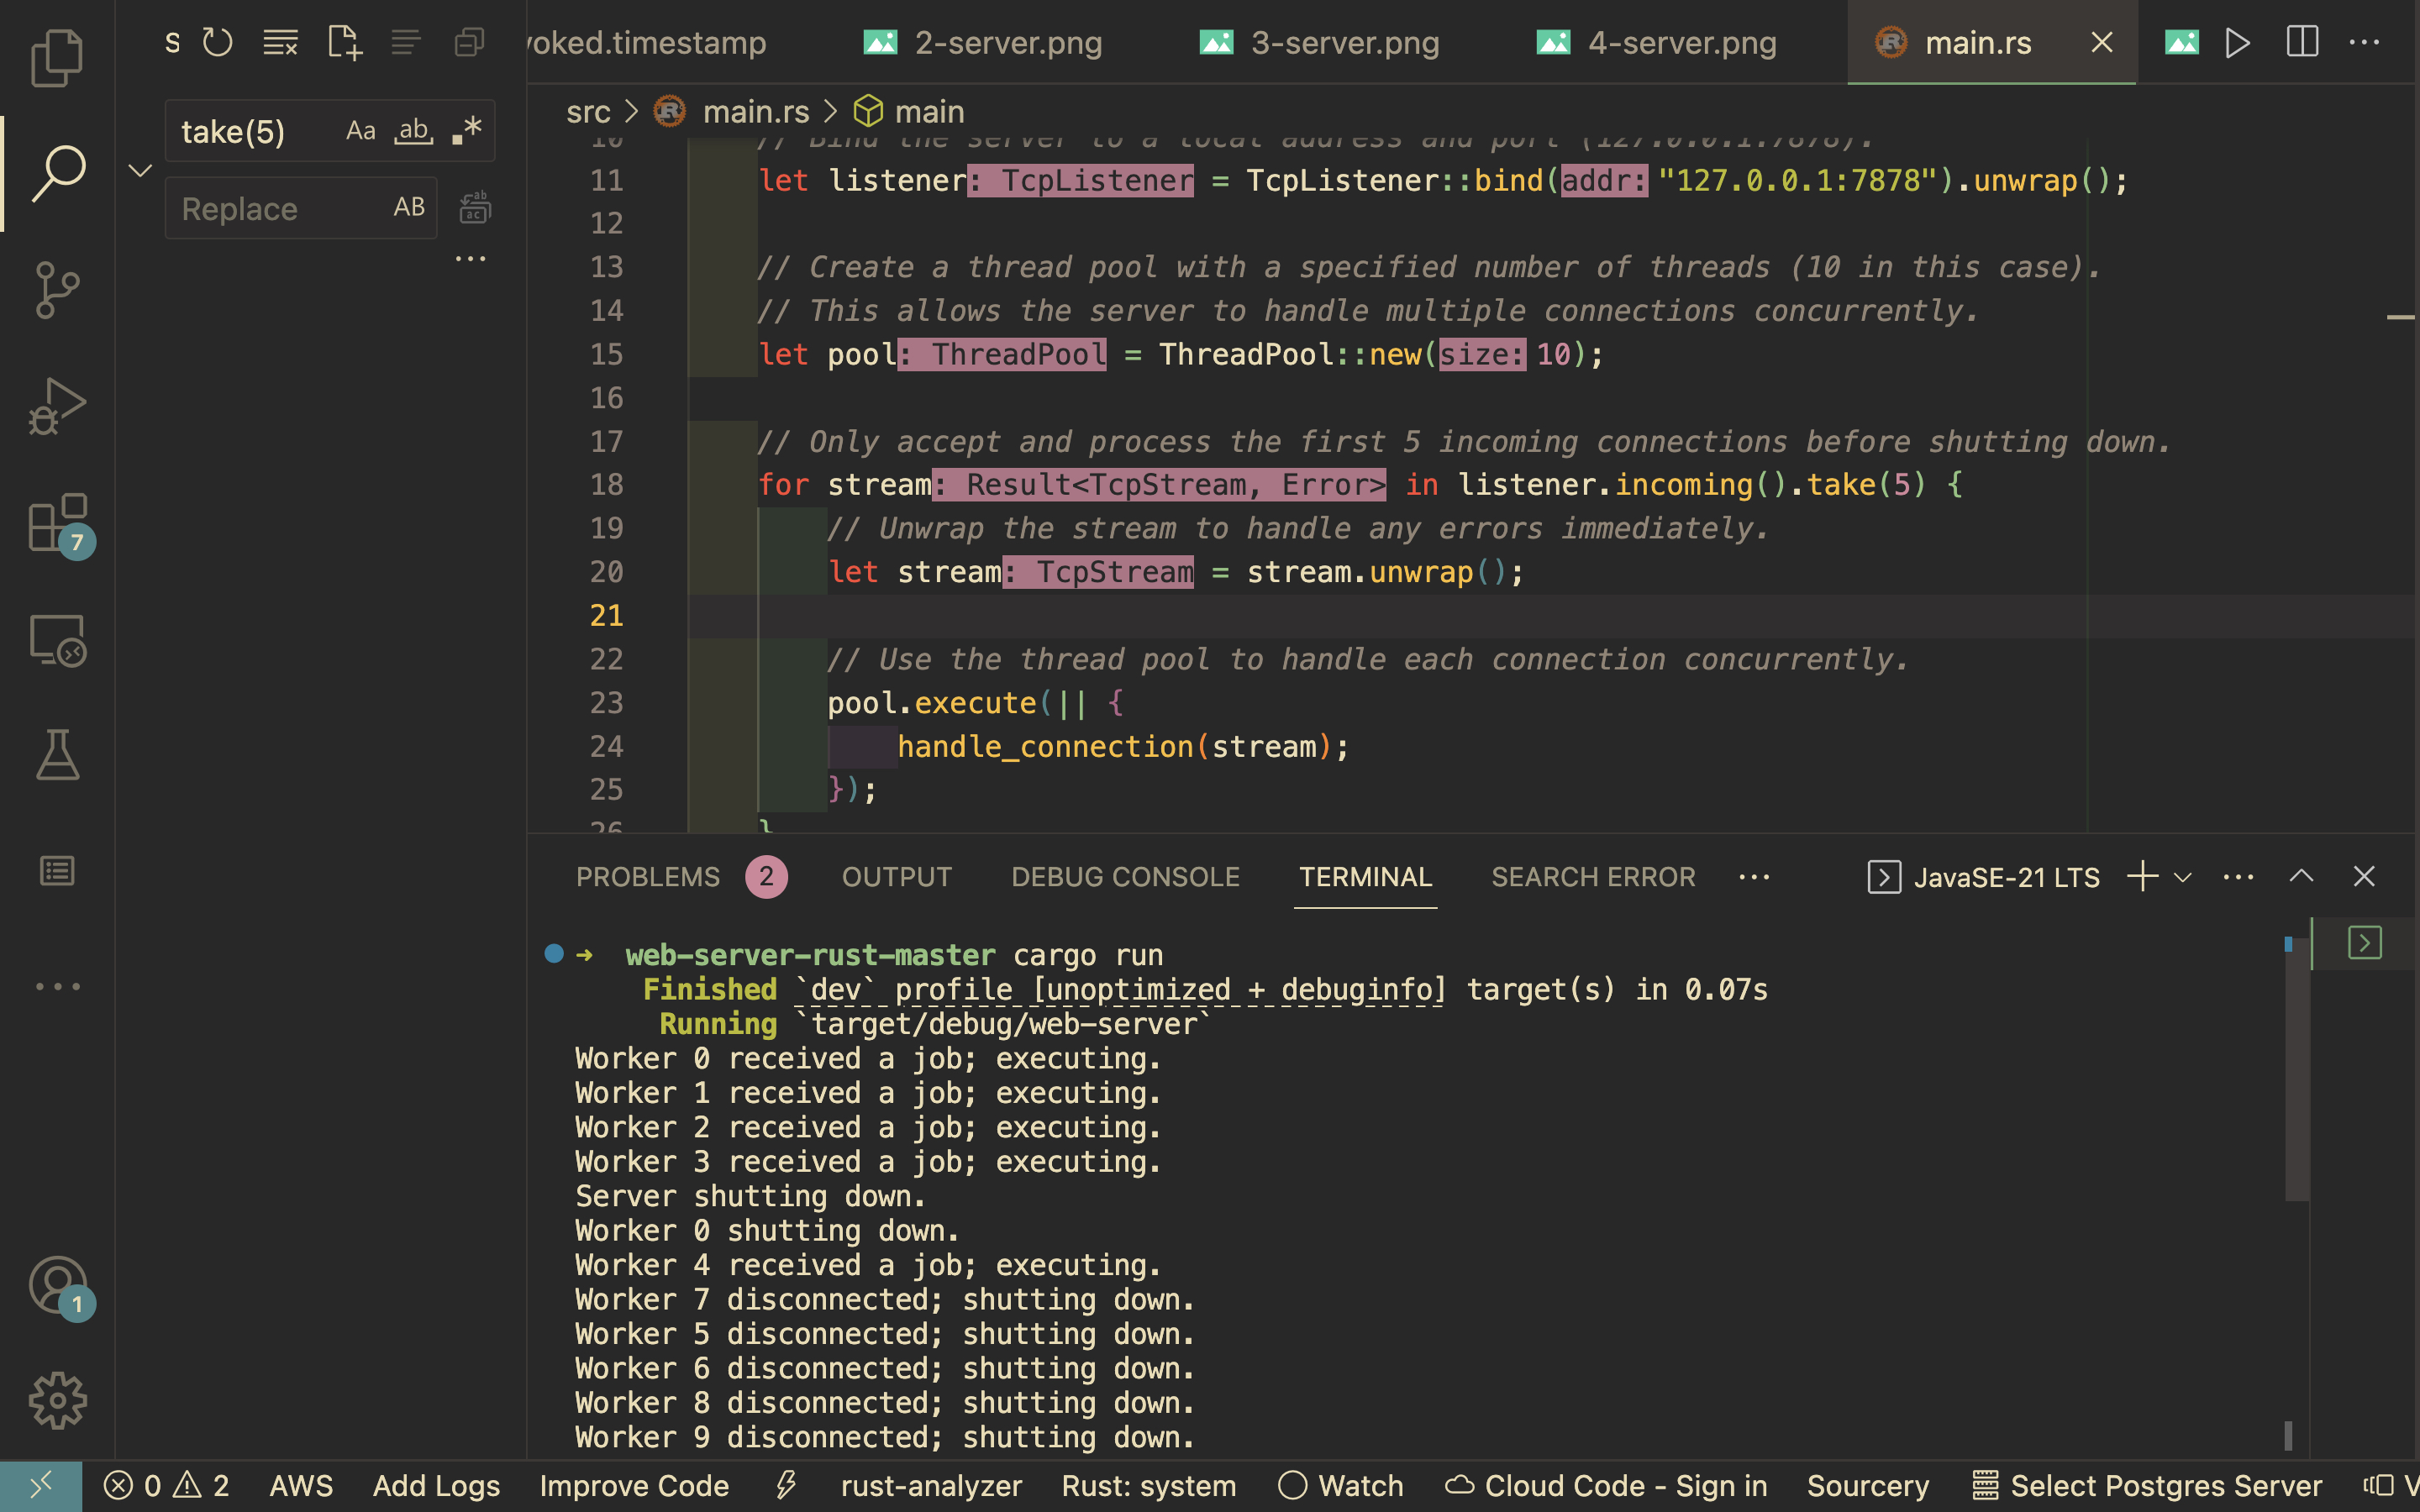 S
take(5) Aa ab .*
Replace AB
oked.timestamp 2-server.png 3-server.png 4-server.png main.rs
src > main.rs > main
10 // Bind the server to a local address and port (127.0.0.1:7878).
11 let listener: TcpListener = TcpListener::bind(addr: "127.0.0.1:7878").unwrap();
12
13 // Create a thread pool with a specified number of threads (10 in this case).
14 // This allows the server to handle multiple connections concurrently.
15 let pool: ThreadPool = ThreadPool::new(size: 10);
16
17 // Only accept and process the first 5 incoming connections before shutting down.
18 for stream: Result<TcpStream, Error> in listener.incoming().take(5) {
19 // Unwrap the stream to handle any errors immediately.
20 let stream: TcpStream = stream.unwrap();
21
22 // Use the thread pool to handle each connection concurrently.
23 pool.execute(|| {
24 handle_connection(stream);
25 });
26 }
7
1
PROBLEMS 2 OUTPUT DEBUG CONSOLE TERMINAL SEARCH ERROR ... JavaSE-21 LTS
➜ web-server-rust-master cargo run
Finished `dev` profile [unoptimized + debuginfo] target(s) in 0.07s
Running `target/debug/web-server`
Worker 0 received a job; executing.
Worker 1 received a job; executing.
Worker 2 received a job; executing.
Worker 3 received a job; executing.
Server shutting down.
Worker 0 shutting down.
Worker 4 received a job; executing.
Worker 7 disconnected; shutting down.
Worker 5 disconnected; shutting down.
Worker 6 disconnected; shutting down.
Worker 8 disconnected; shutting down.
Worker 9 disconnected; shutting down.
0 2 AWS Add Logs Improve Code rust-analyzer Rust: system Watch Cloud Code - Sign in Sourcery Select Postgres Server